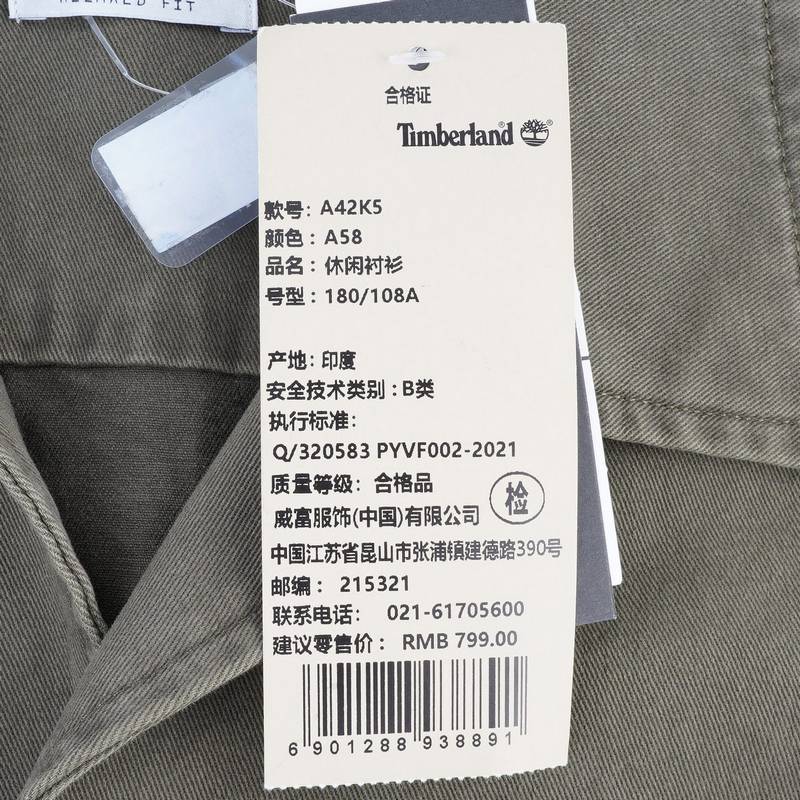 RELAXED FIT
合格证
Timberland®
款号: A42K5
颜色: A58
品名: 休闲衬衫
号型: 180/108A
产地: 印度
安全技术类别: B类
执行标准:
Q/320583 PYVF002-2021
质量等级: 合格品
检
威富服饰(中国)有限公司
中国江苏省昆山市张浦镇建德路390号
邮编: 215321
联系电话: 021-61705600
建议零售价: RMB 799.00
6 901288 938891